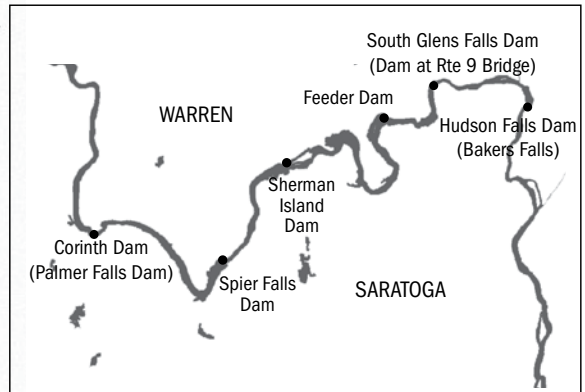 South Glens Falls Dam
(Dam at Rte 9 Bridge)
Feeder Dam
WARREN
Hudson Falls Dam
(Bakers Falls)
Sherman
Island
Dam
Corinth Dam
(Palmer Falls Dam)
Spier Falls
Dam
SARATOGA